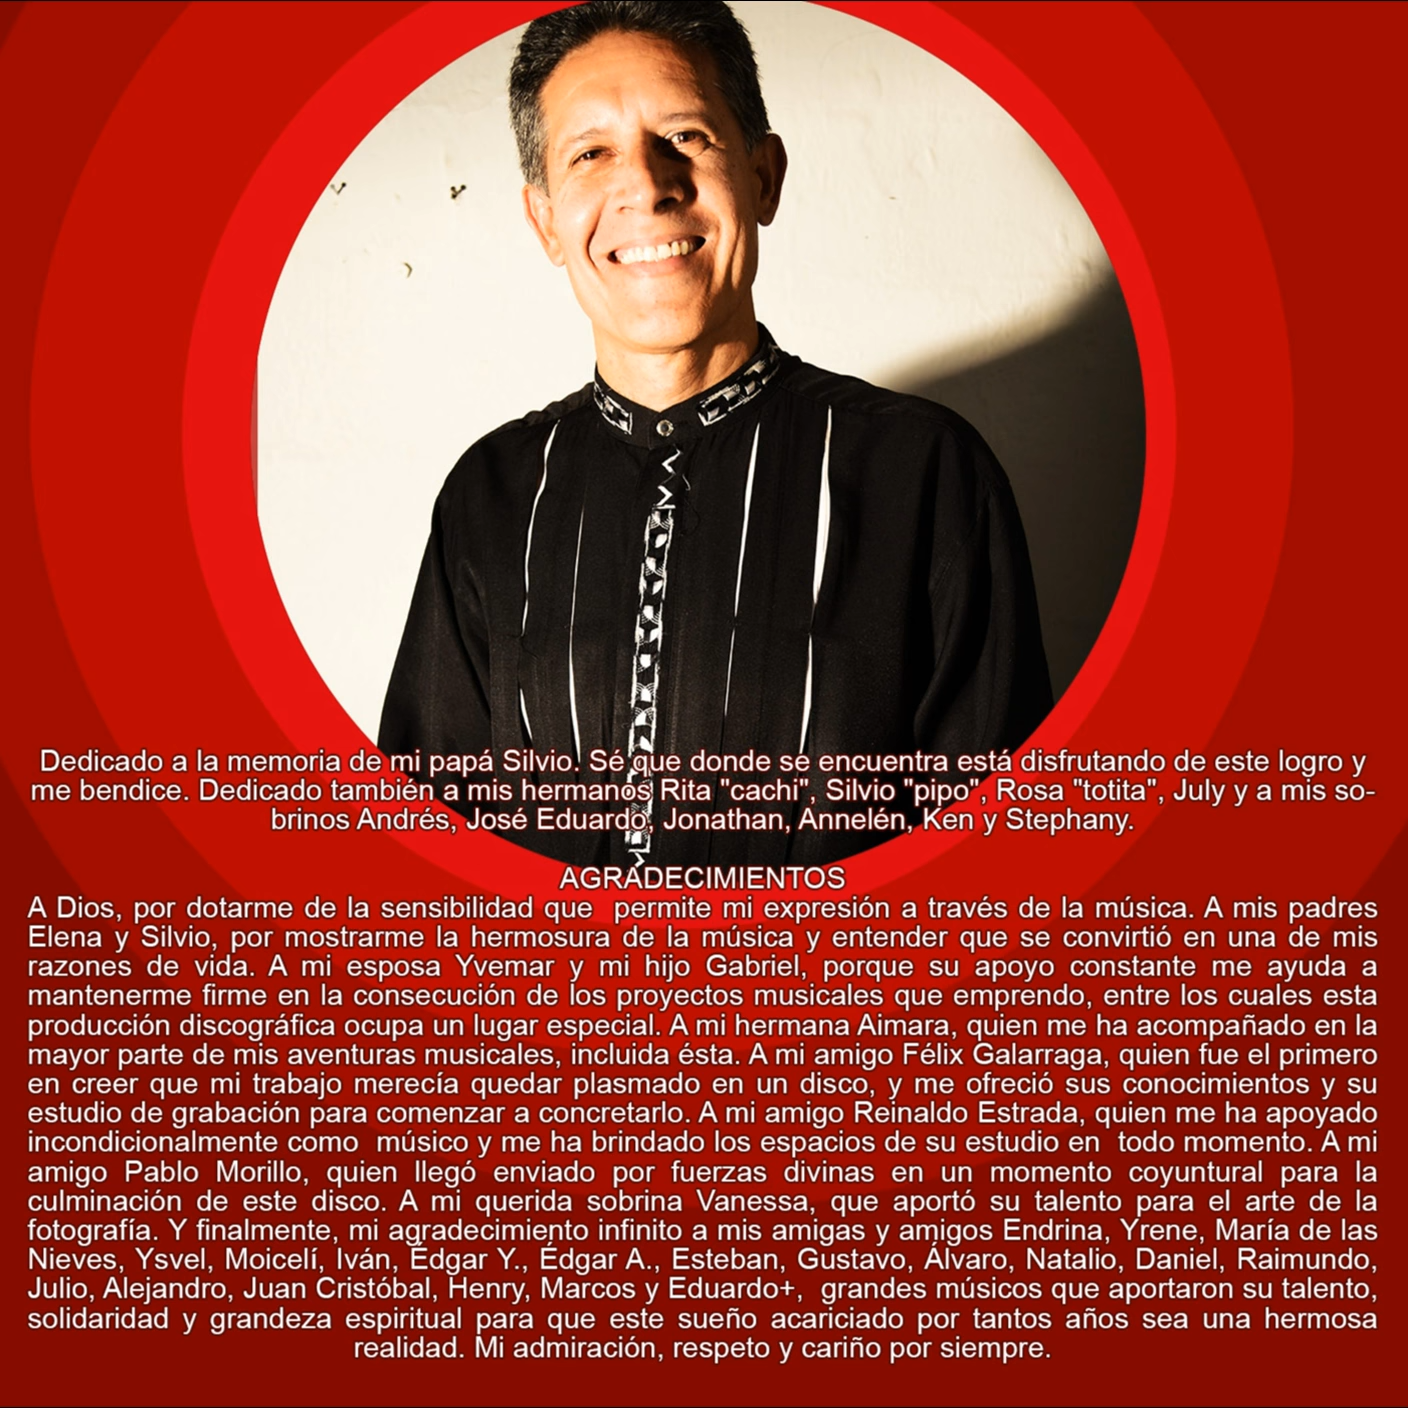 Dedicado a la memoria de mi papá Silvio. Sé que donde se encuentra está disfrutando de este logro y
me bendice. Dedicado también a mis hermanos Rita "cachi", Silvio "pipo", Rosa "totita", July y a mis so-
brinos Andrés, José Eduardo, Jonathan, Annelén, Ken y Stephany.
AGRADECIMIENTOS
A Dios, por dotarme de la sensibilidad que permite mi expresión a través de la música. A mis padres
Elena y Silvio, por mostrarme la hermosura de la música y entender que se convirtió en una de mis
razones de vida. A mi esposa Yvemar y mi hijo Gabriel, porque su apoyo constante me ayuda a
mantenerme firme en la consecución de los proyectos musicales que emprendo, entre los cuales esta
producción discográfica ocupa un lugar especial. A mi hermana Aimara, quien me ha acompañado en la
mayor parte de mis aventuras musicales, incluida ésta. A mi amigo Félix Galarraga, quien fue el primero
en creer que mi trabajo merecía quedar plasmado en un disco, y me ofreció sus conocimientos y su
estudio de grabación para comenzar a concretarlo. A mi amigo Reinaldo Estrada, quien me ha apoyado
incondicionalmente como músico y me ha brindado los espacios de su estudio en todo momento. A mi
amigo Pablo Morillo, quien llegó enviado por fuerzas divinas en un momento coyuntural para la
culminación de este disco. A mi querida sobrina Vanessa, que aportó su talento para el arte de la
fotografía. Y finalmente, mi agradecimiento infinito a mis amigas y amigos Endrina, Yrene, María de las
Nieves, Ysvel, Moicelí, Iván, Édgar Y., Édgar A., Esteban, Gustavo, Álvaro, Natalio, Daniel, Raimundo,
Julio, Alejandro, Juan Cristóbal, Henry, Marcos y Eduardo+, grandes músicos que aportaron su talento,
solidaridad y grandeza espiritual para que este sueño acariciado por tantos años sea una hermosa
realidad. Mi admiración, respeto y cariño por siempre.